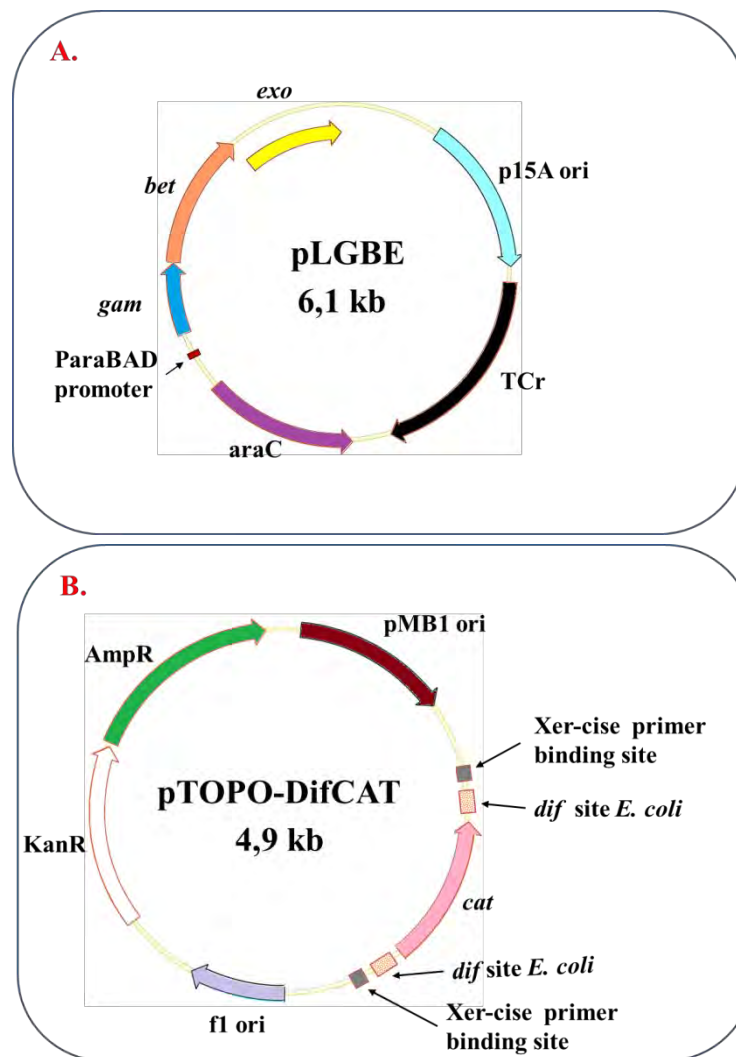 A.
exo
bet
p15A ori
pLGBE
6,1 kb
gam
ParaBAD
promoter
TCr
araC
B.
pMB1 ori
AmpR
Xer-cise primer
binding site
pTOPO-DifCAT
dif site E. coli
4,9 kb
KanR
cat
dif site E. coli
f1 ori
Xer-cise primer
binding site